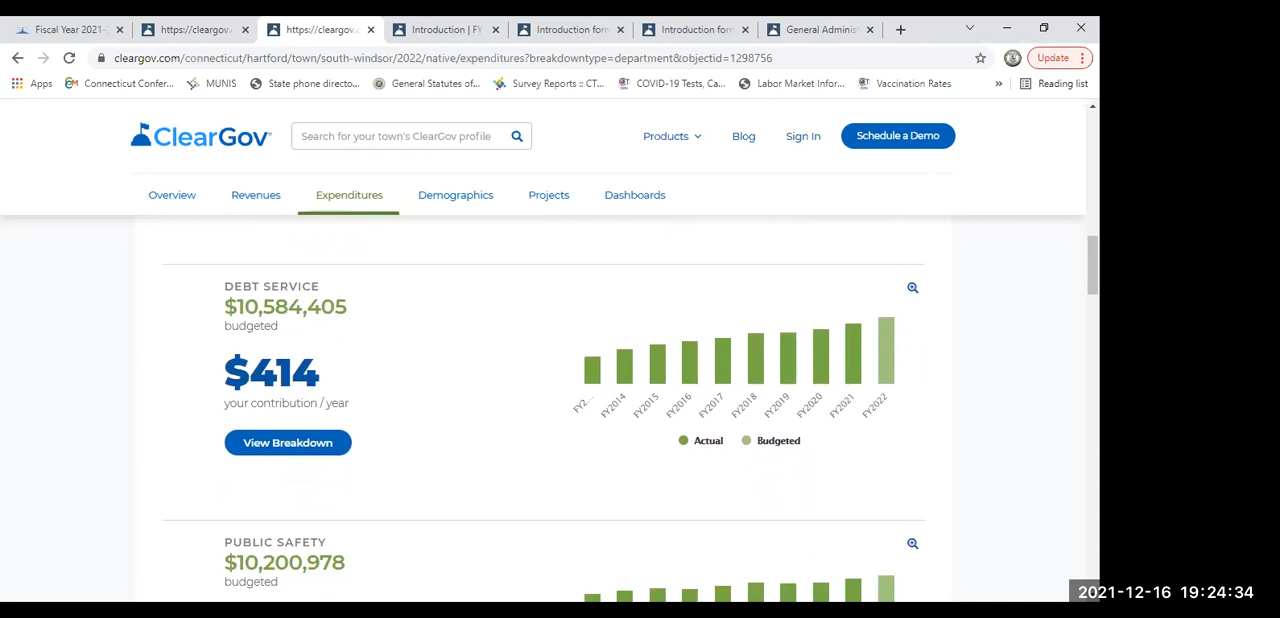 Fiscal Year 2021-
https://cleargov.
https://cleargov.c
Introduction | FY
Introduction form
Introduction form
General Administ
cleargov.com/connecticut/hartford/town/south-windsor/2022/native/expenditures?breakdowntype=department&objectid=1298756
Update
Apps
Connecticut Confer...
MUNIS
State phone directo...
General Statutes of...
Survey Reports :: CT...
COVID-19 Tests, Ca...
Labor Market Infor...
Vaccination Rates
»
Reading list
ClearGov
Search for your town's ClearGov profile
Products
Blog
Sign In
Schedule a Demo
Overview
Revenues
Expenditures
Demographics
Projects
Dashboards
DEBT SERVICE
$10,584,405
budgeted
$414
your contribution / year
View Breakdown
FY2...
FY2014
FY2015
FY2016
FY2017
FY2018
FY2019
FY2020
FY2021
FY2022
Actual
Budgeted
PUBLIC SAFETY
$10,200,978
budgeted
2021-12-16 19:24:34